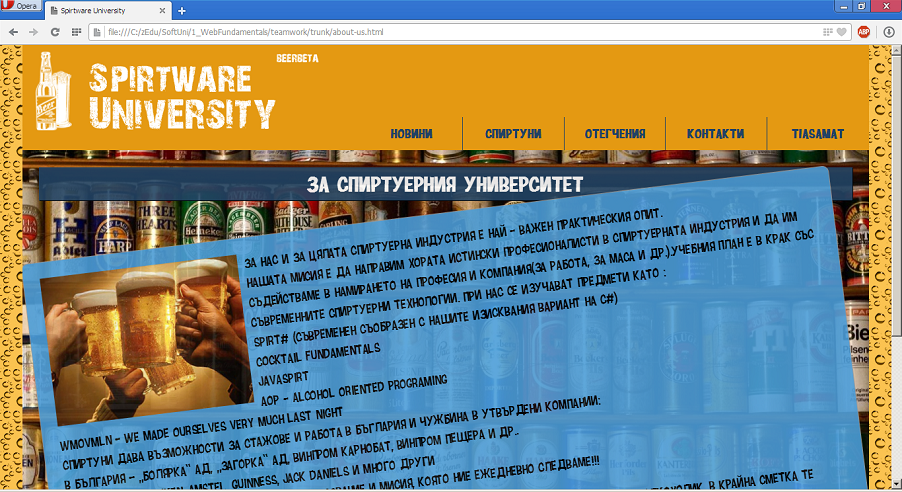 Opera
Spirtware University
file:///C:/zEdu/SoftUni/1_WebFundamentals/teamwork/trunk/about-us.html
ABP
Beer
SPIRTWARE
UNIVERSITY
BEERBETA
НОВИНИ
СПИРТУНИ
ОТЕГЧЕНИЯ
КОНТАКТИ
TIASAMAT
ЗА СПИРТУЕРНИЯ УНИВЕРСИТЕТ
HARP
THREE
HEARTS
Heineken
ЗА НАС И ЗА ЦЯЛАТА СПИРТУЕРНА ИНДУСТРИЯ Е НАЙ - ВАЖЕН ПРАКТИЧЕСКИЯ ОПИТ.
НАШАТА МИСИЯ Е ДА НАПРАВИМ ХОРАТА ИСТИНСКИ ПРОФЕСИОНАЛИСТИ В СПИРТУЕРНАТА ИНДУСТРИЯ И ДА ИМ
СЪДЕЙСТВАМЕ В НАМИРАНЕТО НА ПРОФЕСИЯ И КОМПАНИЯ(ЗА РАБОТА, ЗА МАСА И ДР.).УЧЕБНИЯ ПЛАН Е В КРАК СЪС
СЪВРЕМЕННИТЕ СПИРТУЕРНИ ТЕХНОЛОГИИ. ПРИ НАС СЕ ИЗУЧАВАТ ПРЕДМЕТИ КАТО :
SPIRT# (СЪВРЕМЕНЕН СЪОБРАЗЕН С НАШИТЕ ИЗИСКВАНИЯ ВАРИАНТ НА C#)
COCKTAIL FUNDAMENTALS
JAVASPIRT
AOP - ALCOHOL ORIENTED PROGRAMING
WMOVMLN - WE MADE OURSELVES VERY MUCH LAST NIGHT
СПИРТУНИ ДАВА ВЪЗМОЖНОСТИ ЗА СТАЖОВЕ И РАБОТА В БЪЛГАРИЯ И ЧУЖБИНА В УТВЪРДЕНИ КОМПАНИИ:
В БЪЛГАРИЯ - „БОЛЯРКА" АД, „ЗАГОРКА" АД, ВИНПРОМ КАРНОБАТ, ВИНПРОМ ПЕЩЕРА И ДР..
AMSTEL, GUINNESS, JACK DANIELS И МНОГО ДРУГИ
И МИСИЯ, КОЯТО НИЕ ЕЖЕДНЕВНО СЛЕДВАМЕ!!!
В КРАЙНА СМЕТКА ТЕ